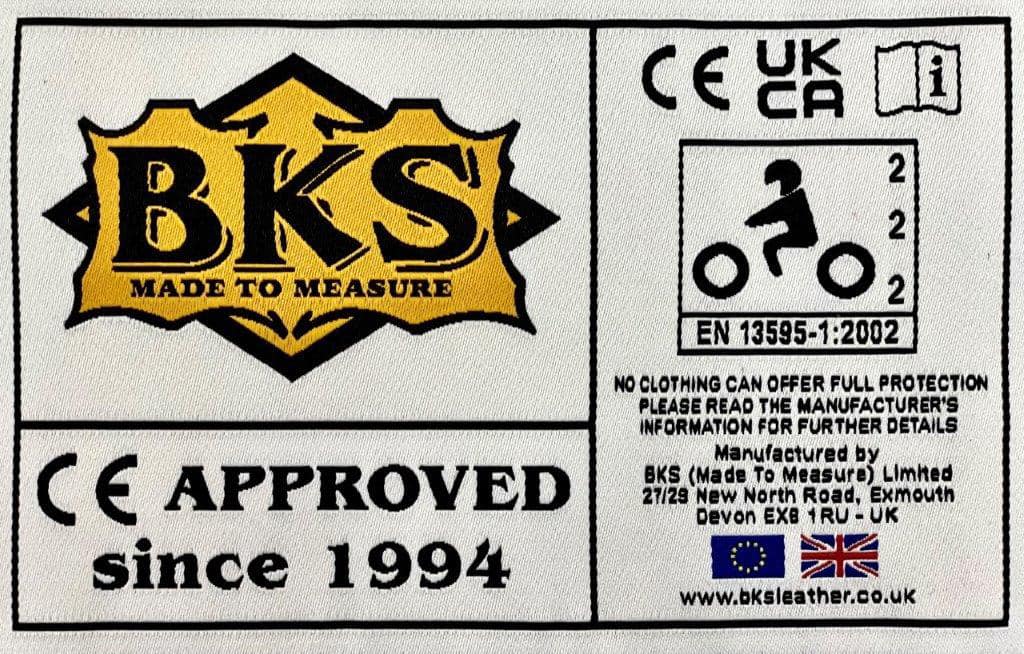 BKS
MADE TO MEASURE
CE APPROVED
since 1994
CE UK CA i
2
2
2
EN 13595-1:2002
NO CLOTHING CAN OFFER FULL PROTECTION
PLEASE READ THE MANUFACTURER'S
INFORMATION FOR FURTHER DETAILS
Manufactured by
BKS (Made To Measure) Limited
27/29 New North Road, Exmouth
Devon EX8 1RU - UK
www.bksleather.co.uk